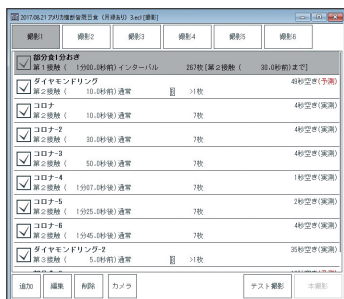 2017.08.21 アメリカ横断皆既日食 (月縁あり) 3.ecl [撮影]
撮影1 撮影2 撮影3 撮影4 撮影5 撮影6
部分食1分おき
第1接触 ( 1分00.0秒前) インターバル 267枚 [第2接触 ( 30.0秒前)まで]
ダイヤモンドリング 49秒空き(予測)
第2接触 ( 10.0秒前) 通常 >1枚
コロナ 4秒空き(実測)
第2接触 ( 10.0秒後) 通常 7枚
コロナ-2 4秒空き(実測)
第2接触 ( 30.0秒後) 通常 7枚
コロナ-3 4秒空き(実測)
第2接触 ( 50.0秒後) 通常 7枚
コロナ-4 1秒空き(実測)
第2接触 ( 1分07.0秒後) 通常 7枚
コロナ-5 2秒空き(実測)
第2接触 ( 1分25.0秒後) 通常 7枚
コロナ-6 4秒空き(実測)
第2接触 ( 1分45.0秒後) 通常 7枚
ダイヤモンドリング-2 35秒空き(実測)
第3接触 ( 5.0秒前) 通常 >1枚
追加 編集 削除 カメラ テスト撮影 本撮影